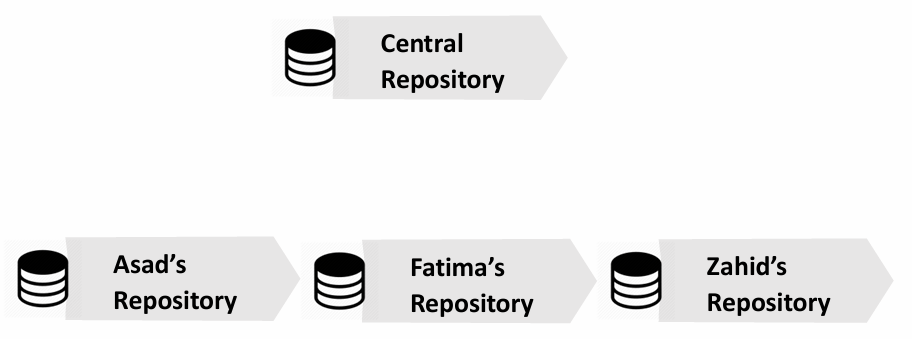 Central
Repository
Asad’s
Repository
Fatima’s
Repository
Zahid’s
Repository